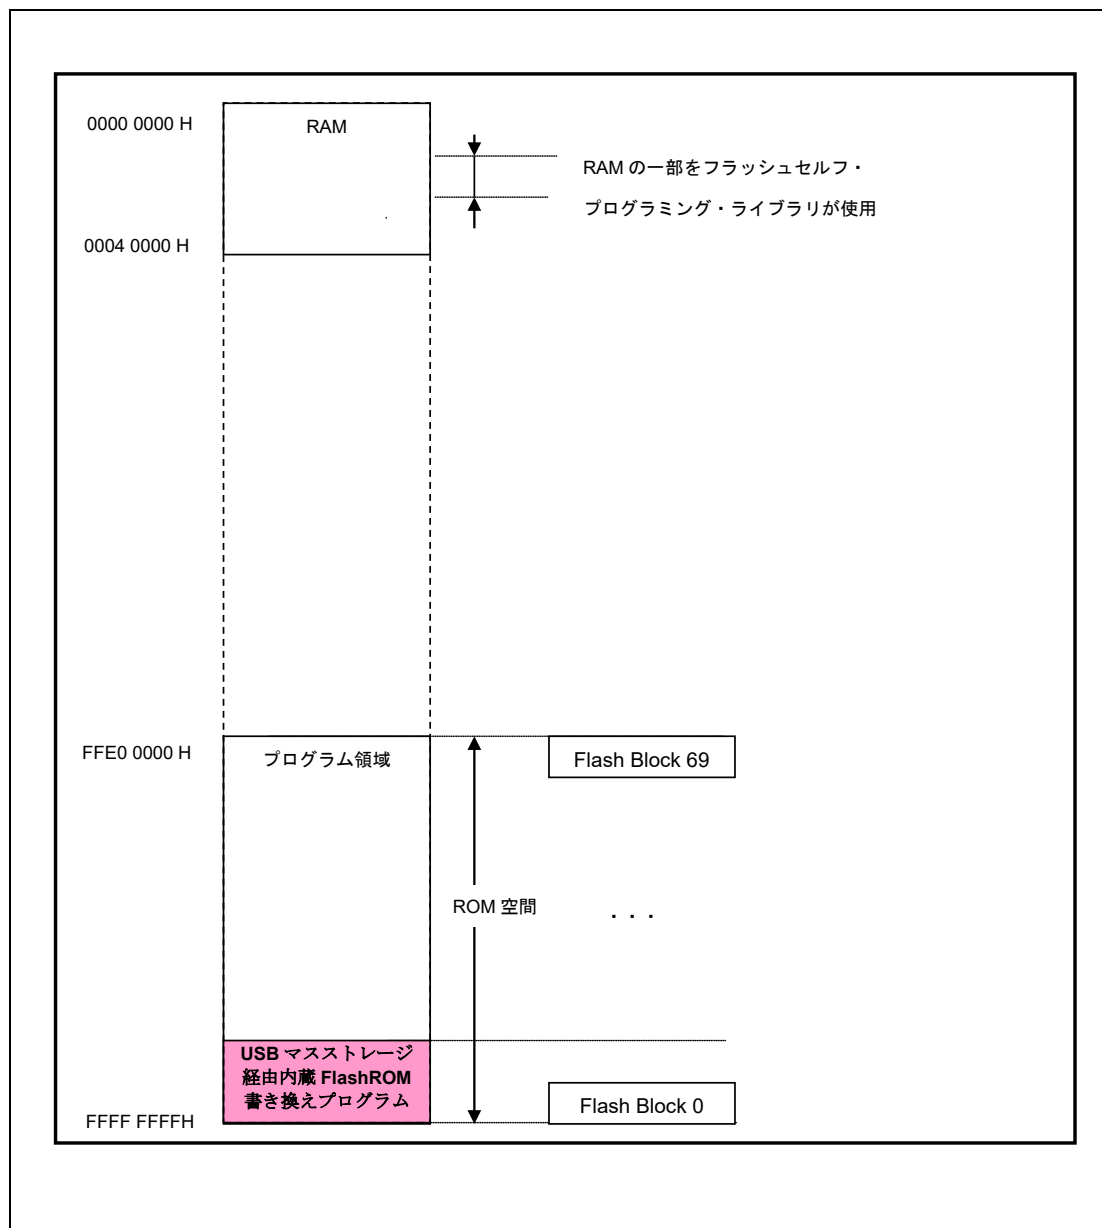 0000 0000 H
RAM
RAM の一部をフラッシュセルフ・
プログラミング・ライブラリが使用
0004 0000 H
FFE0 0000 H
プログラム領域
Flash Block 69
ROM 空間
・・・
USB マスストレージ
経由内蔵 FlashROM
書き換えプログラム
Flash Block 0
FFFF FFFFH